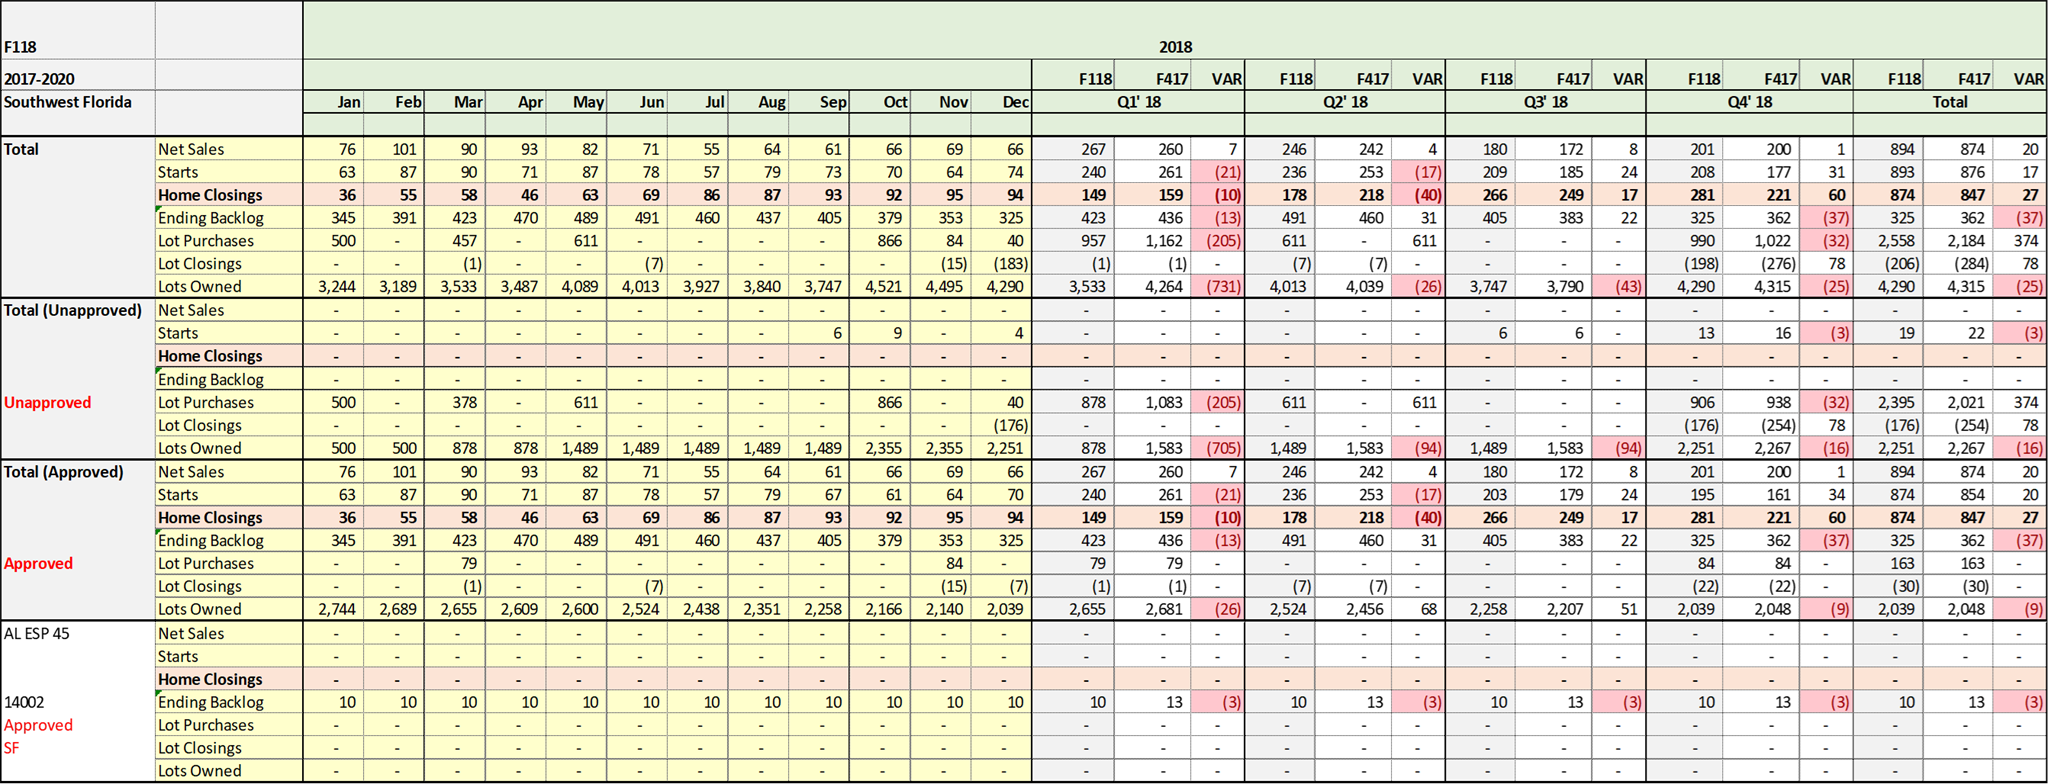 F118 2018
2017-2020 F118 F417 VAR F118 F417 VAR F118 F417 VAR F118 F417 VAR F118 F417 VAR
Southwest Florida Jan Feb Mar Apr May Jun Jul Aug Sep Oct Nov Dec Q1' 18 Q2' 18 Q3' 18 Q4' 18 Total
Total Net Sales 76 101 90 93 82 71 55 64 61 66 69 66 267 260 7 246 242 4 180 172 8 201 200 1 894 874 20
Starts 63 87 90 71 87 78 57 79 73 70 64 74 240 261 (21) 236 253 (17) 209 185 24 208 177 31 893 876 17
Home Closings 36 55 58 46 63 69 86 87 93 92 95 94 149 159 (10) 178 218 (40) 266 249 17 281 221 60 874 847 27
Ending Backlog 345 391 423 470 489 491 460 437 405 379 353 325 423 436 (13) 491 460 31 405 383 22 325 362 (37) 325 362 (37)
Lot Purchases 500 - 457 - 611 - - - - 866 84 40 957 1,162 (205) 611 - 611 - - - 990 1,022 (32) 2,558 2,184 374
Lot Closings - - (1) - - (7) - - - - (15) (183) (1) (1) - (7) (7) - - - - (198) (276) 78 (206) (284) 78
Lots Owned 3,244 3,189 3,533 3,487 4,089 4,013 3,927 3,840 3,747 4,521 4,495 4,290 3,533 4,264 (731) 4,013 4,039 (26) 3,747 3,790 (43) 4,290 4,315 (25) 4,290 4,315 (25)
Total (Unapproved) Net Sales - - - - - - - - - - - - - - - - - - - - - - - - - - -
Starts - - - - - - - - 6 9 - 4 - - - - - - 6 6 - 13 16 (3) 19 22 (3)
Home Closings - - - - - - - - - - - - - - - - - - - - - - - - - - -
Ending Backlog - - - - - - - - - - - - - - - - - - - - - - - - - - -
Unapproved Lot Purchases 500 - 378 - 611 - - - - 866 - 40 878 1,083 (205) 611 - 611 - - - 906 938 (32) 2,395 2,021 374
Lot Closings - - - - - - - - - - - (176) - - - - - - - - - (176) (254) 78 (176) (254) 78
Lots Owned 500 500 878 878 1,489 1,489 1,489 1,489 1,489 2,355 2,355 2,251 878 1,583 (705) 1,489 1,583 (94) 1,489 1,583 (94) 2,251 2,267 (16) 2,251 2,267 (16)
Total (Approved) Net Sales 76 101 90 93 82 71 55 64 61 66 69 66 267 260 7 246 242 4 180 172 8 201 200 1 894 874 20
Starts 63 87 90 71 87 78 57 79 67 61 64 70 240 261 (21) 236 253 (17) 203 179 24 195 161 34 874 854 20
Home Closings 36 55 58 46 63 69 86 87 93 92 95 94 149 159 (10) 178 218 (40) 266 249 17 281 221 60 874 847 27
Ending Backlog 345 391 423 470 489 491 460 437 405 379 353 325 423 436 (13) 491 460 31 405 383 22 325 362 (37) 325 362 (37)
Approved Lot Purchases - - 79 - - - - - - - 84 - 79 79 - - - - - - - 84 84 - 163 163 -
Lot Closings - - (1) - - (7) - - - - (15) (7) (1) (1) - (7) (7) - - - - (22) (22) - (30) (30) -
Lots Owned 2,744 2,689 2,655 2,609 2,600 2,524 2,438 2,351 2,258 2,166 2,140 2,039 2,655 2,681 (26) 2,524 2,456 68 2,258 2,207 51 2,039 2,048 (9) 2,039 2,048 (9)
AL ESP 45 Net Sales - - - - - - - - - - - - - - - - - - - - - - - - - - -
Starts - - - - - - - - - - - - - - - - - - - - - - - - - - -
Home Closings - - - - - - - - - - - - - - - - - - - - - - - - - - -
14002 Ending Backlog 10 10 10 10 10 10 10 10 10 10 10 10 10 13 (3) 10 13 (3) 10 13 (3) 10 13 (3) 10 13 (3)
Approved Lot Purchases - - - - - - - - - - - - - - - - - - - - - - - - - - -
SF Lot Closings - - - - - - - - - - - - - - - - - - - - - - - - - - -
Lots Owned - - - - - - - - - - - - - - - - - - - - - - - - - - -